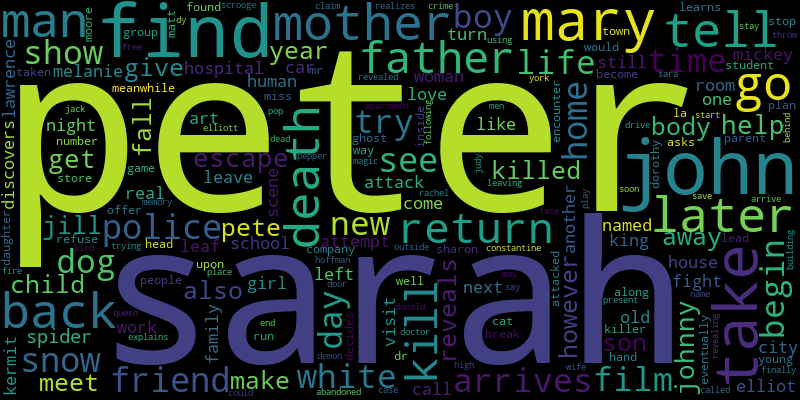 peter
sarah
find
mother
boy
mary
tell
man
show
year
father
life
time
go
melanie
give
hospital
car
mr
woman
turn
still
mickey
student
become
sara
would
town
learns
stop
stay
throw
moore
group
found
matt
dy
scrooge
realizes
claim
free
crime
using
men
lawrence
discovers
taken
meanwhile
human
miss
love
room
one
plan
la
start
behind
jack
night
number
art
elliott
fall
death
try
like
home
body
help
york
apartment
revealed
pop
dead
following
inside
encounter
drive
dorothy
asks
parent
get
store
game
way
ghost
magic
pepper
see
killed
real
escape
leave
scene
attack
judy
rachel
leaving
come
soon
john
daughter
memory
offer
refuse
bird
trying
fire
jill
police
pete
new
return
later
leaf
school
attempt
named
another
play
save
arrive
king
away
lead
dog
head
company
hoffman
outside
sharon
constantine
face
however
house
building
child
also
upon
place
girl
door
left
day
kill
reveals
well
may
say
attacked
next
fight
begin
take
back
people
work
queen
explains
family
decides
donald
doctor
visit
cat
break
killer
hand
son
old
along
present
name
city
young
spider
snow
kermit
meet
friend
make
end
run
could
demon
abandoned
white
dr
case
call
high
wife
arrives
film
johnny
eventually
revealing
called
finally
elliot